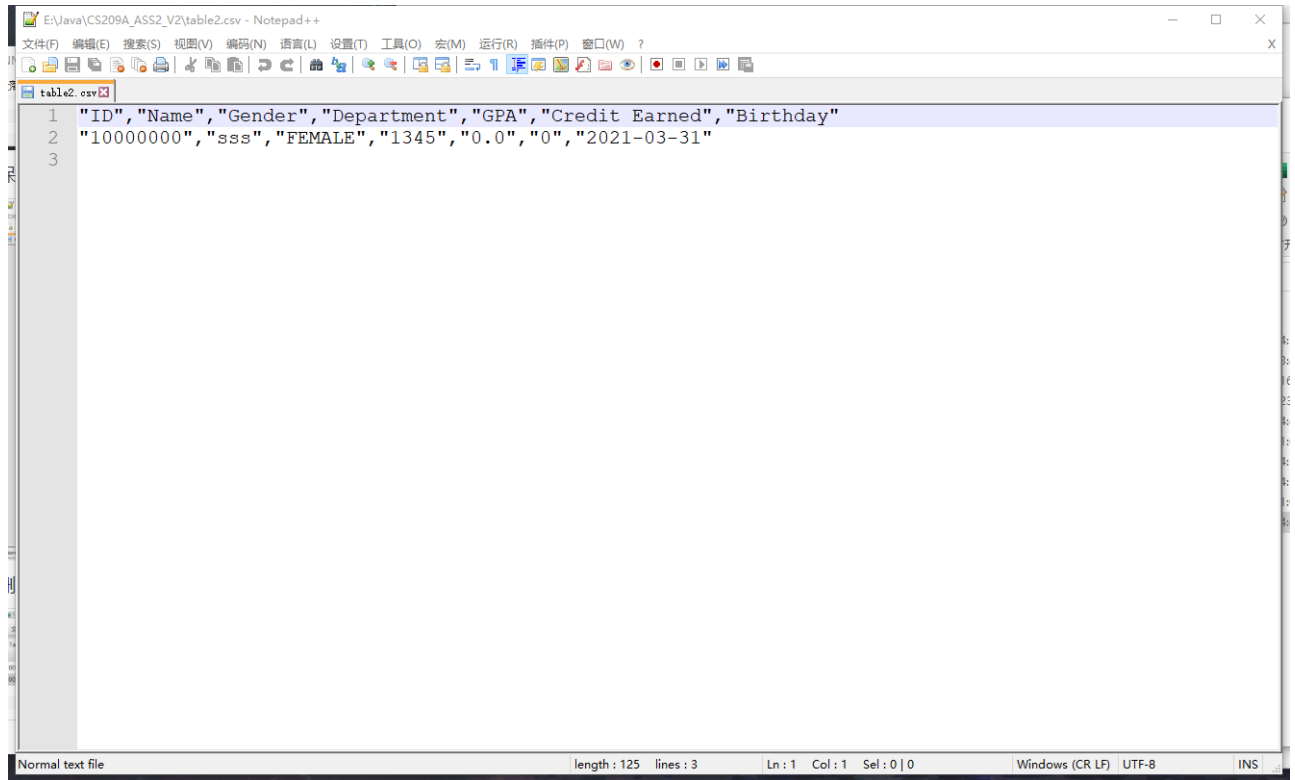 E:\Java\CS209A_ASS2_V2\table2.csv - Notepad++
文件(F) 编辑(E) 搜索(S) 视图(V) 编码(N) 语言(L) 设置(T) 工具(O) 宏(M) 运行(R) 插件(P) 窗口(W) ? X
table2.csv
1 "ID","Name","Gender","Department","GPA","Credit Earned","Birthday"
2 "10000000","sss","FEMALE","1345","0.0","0","2021-03-31"
3
Normal text file length : 125 lines : 3 Ln : 1 Col : 1 Sel : 0 | 0 Windows (CR LF) UTF-8 INS